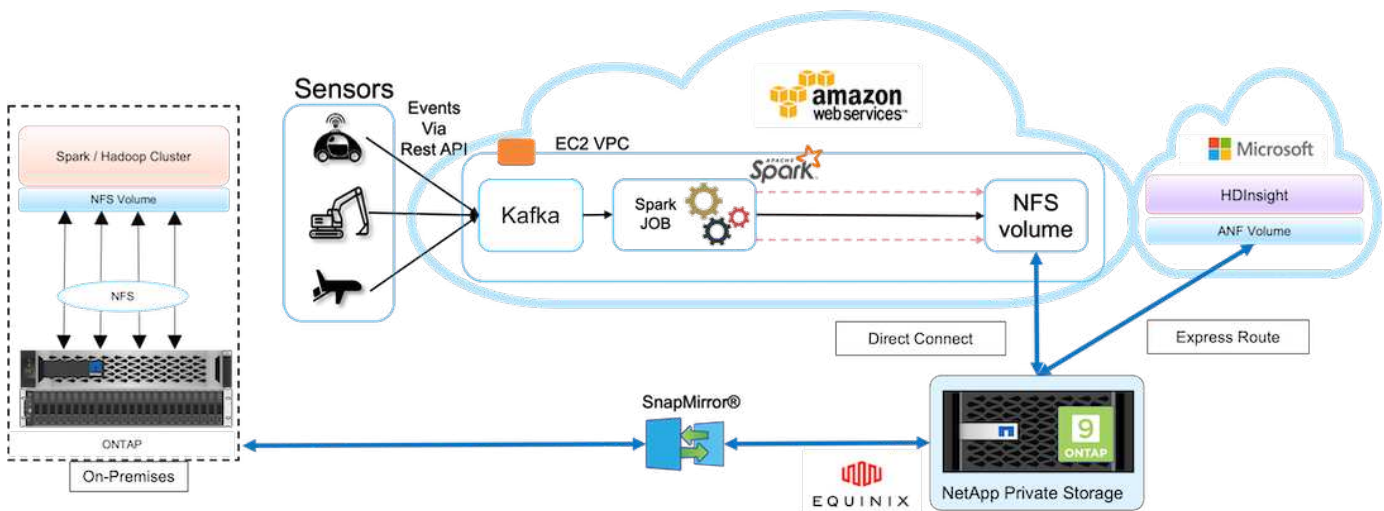 Spark / Hadoop Cluster
NFS Volume
NFS
ONTAP
On-Premises
Sensors
Events
Via
Rest API
amazon
webservices™
EC2 VPC
Kafka
Spark
JOB
APACHE
Spark
NFS
volume
Microsoft
HDInsight
ANF Volume
Direct Connect
Express Route
SnapMirror®
EQUINIX
9
ONTAP
NetApp Private Storage